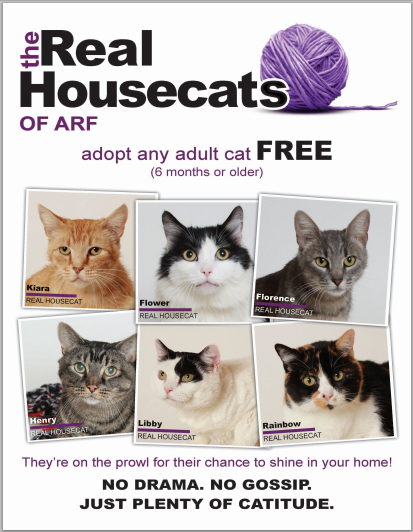 the Real
Housecats
OF ARF
adopt any adult cat FREE
(6 months or older)
Kiara
REAL HOUSECAT
Flower
REAL HOUSECAT
Florence
REAL HOUSECAT
Henry
REAL HOUSECAT
Libby
REAL HOUSECAT
Rainbow
REAL HOUSECAT
They're on the prowl for their chance to shine in your home!
NO DRAMA. NO GOSSIP.
JUST PLENTY OF CATITUDE.